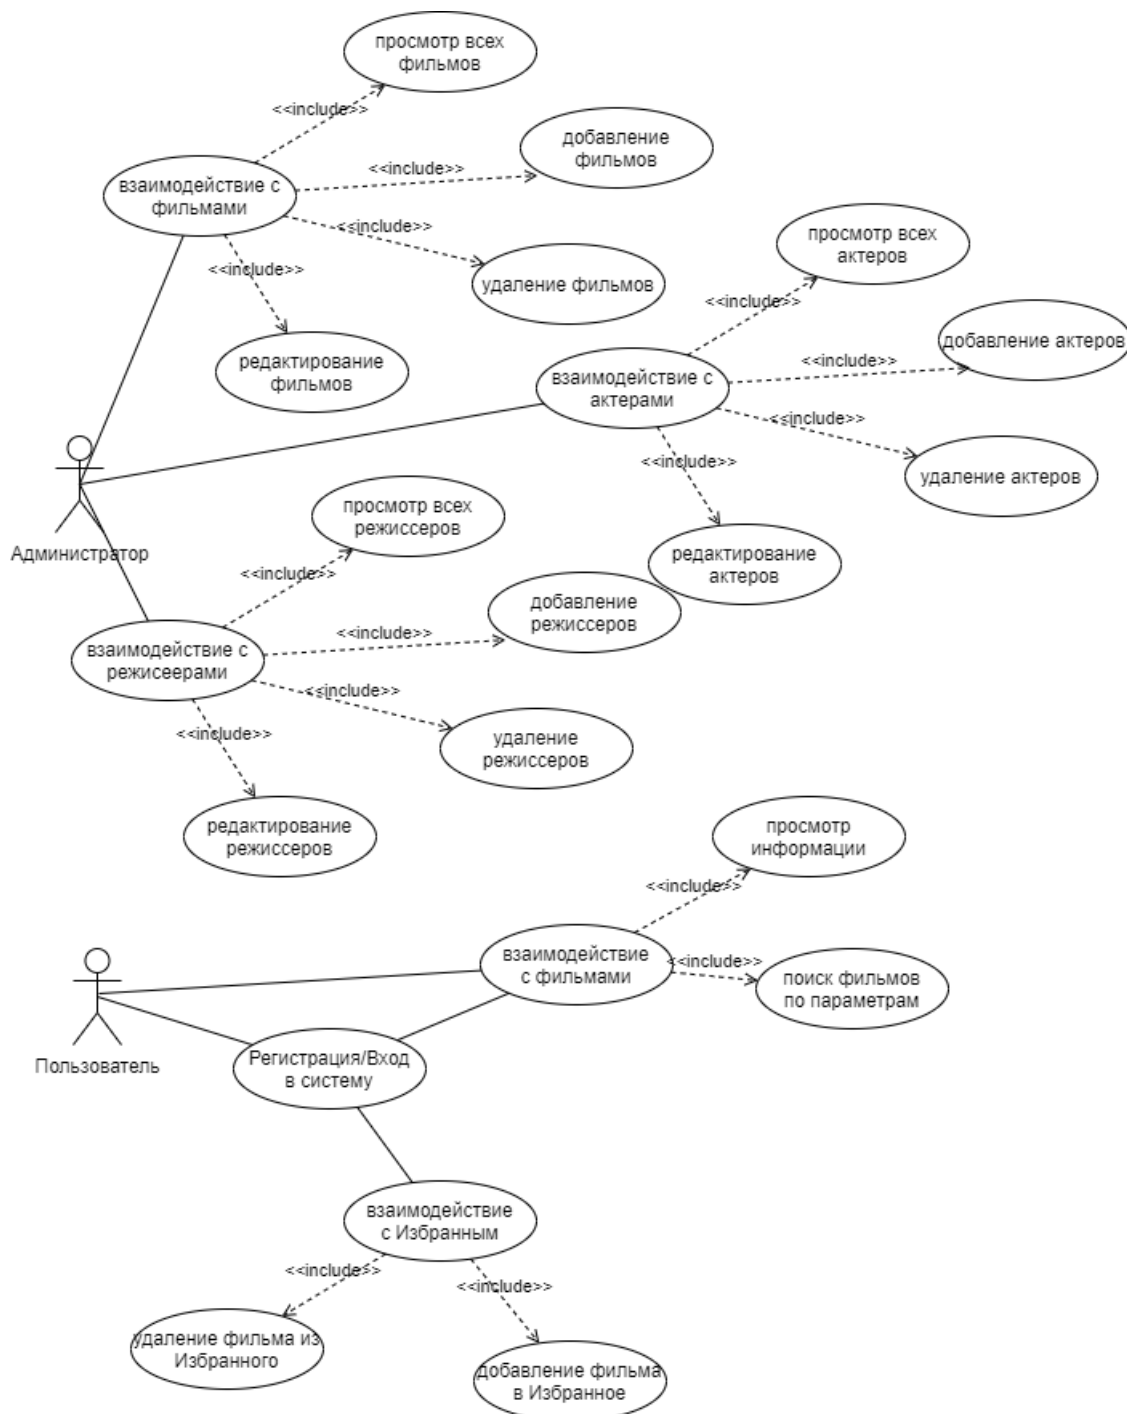 просмотр всех
фильмов
<<include>>
добавление
фильмов
<<include>>
взаимодействие с
фильмами
<<include>>
удаление фильмов
<<include>>
редактирование
фильмов
просмотр всех
актеров
<<include>>
добавление актеров
<<include>>
взаимодействие с
актерами
<<include>>
удаление актеров
<<include>>
редактирование
актеров
Администратор
просмотр всех
режиссеров
<<include>>
добавление
режиссеров
<<include>>
взаимодействие с
режисеерами
<<include>>
удаление
режиссеров
<<include>>
редактирование
режиссеров
просмотр
информации
<<include>>
взаимодействие
с фильмами
<<include>>
поиск фильмов
по параметрам
Пользователь
Регистрация/Вход
в систему
взаимодействие
с Избранным
<<include>>
<<include>>
удаление фильма из
Избранного
добавление фильма
в Избранное